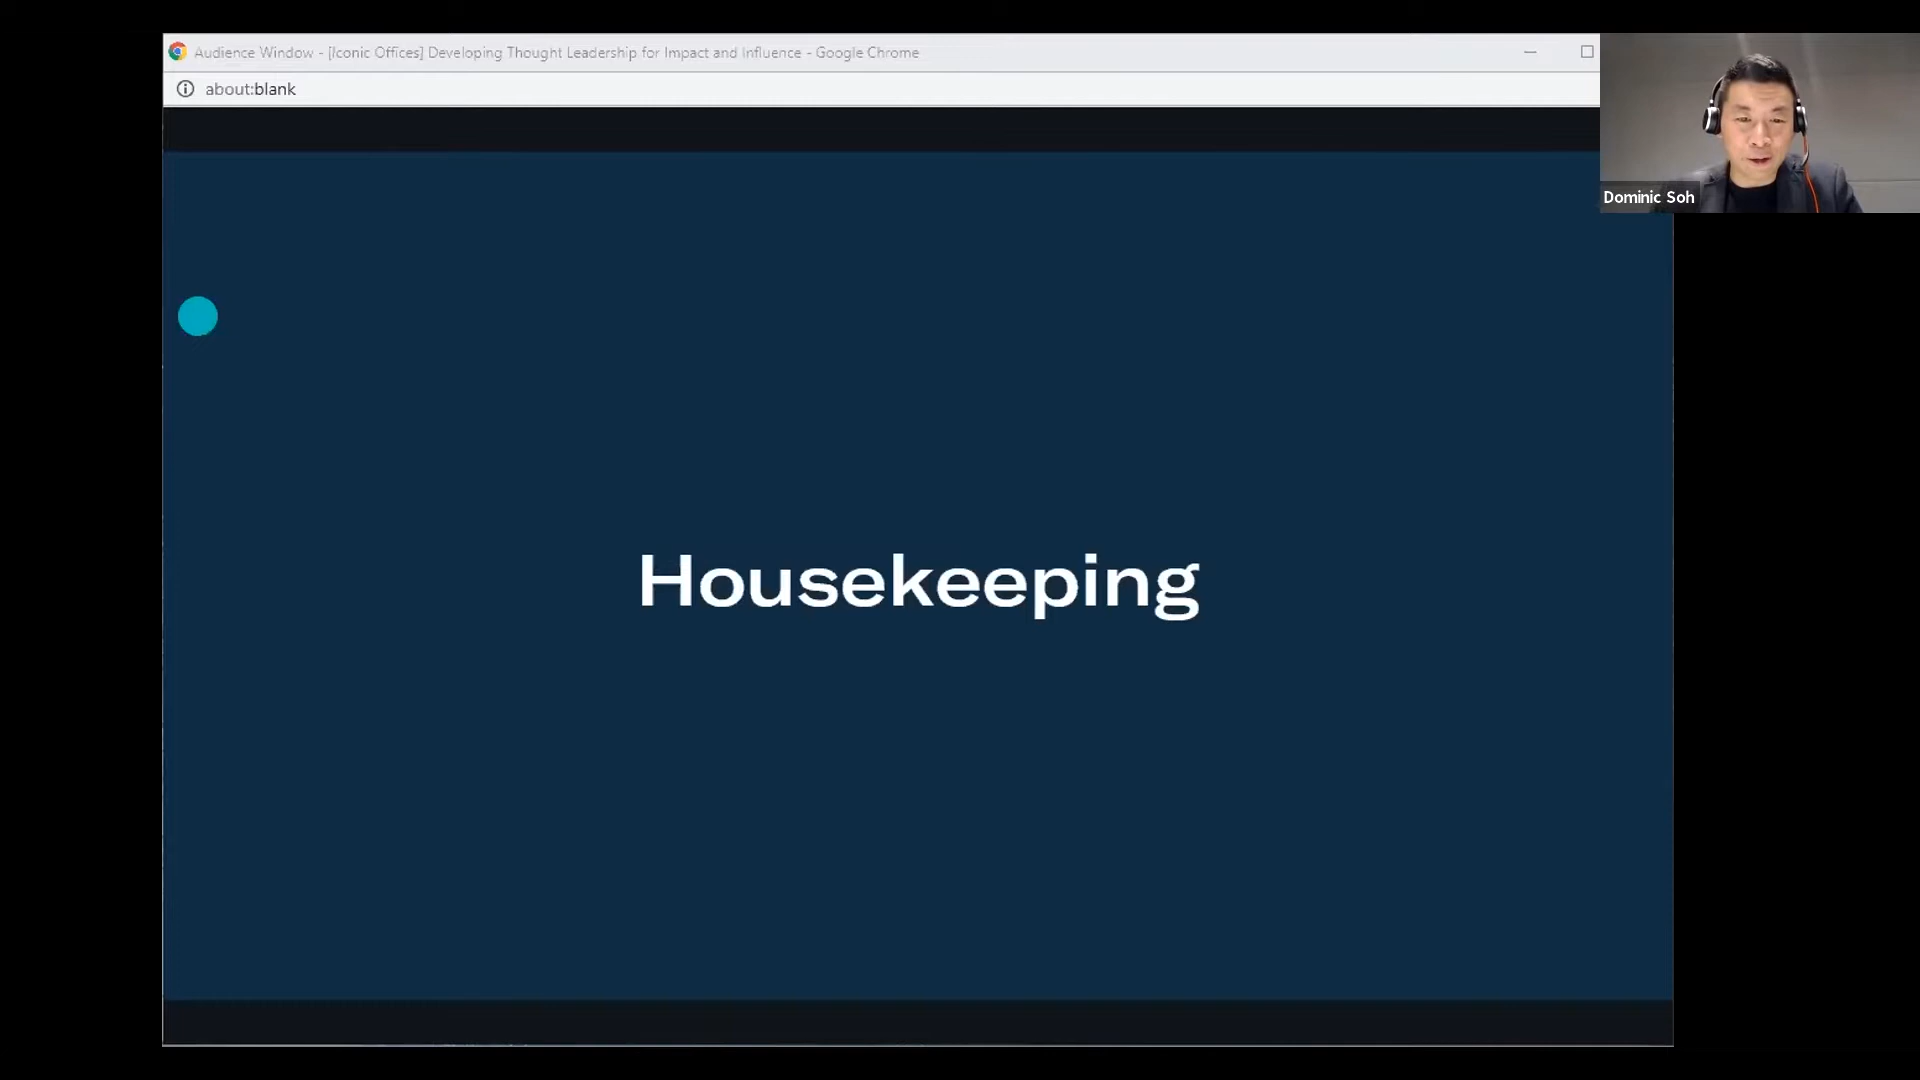 Audience Window - [Iconic Offices] Developing Thought Leadership for Impact and Influence - Google Chrome
about:blank
Dominic Soh
Housekeeping